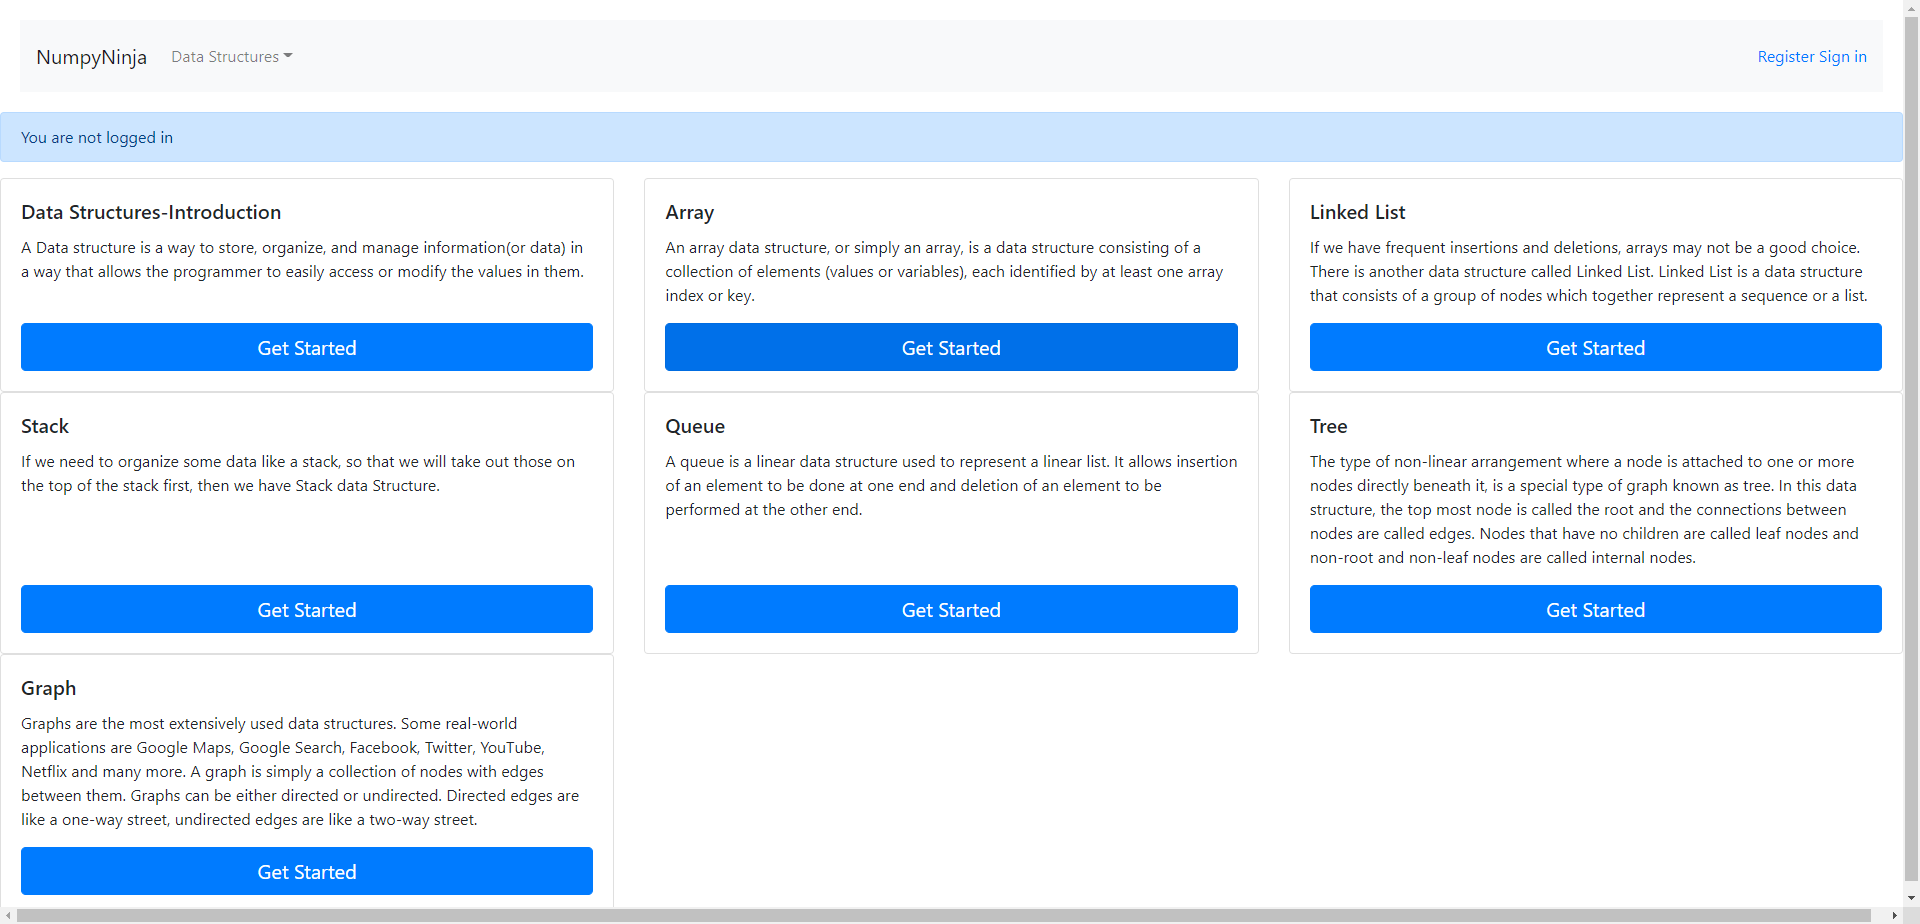 NumpyNinja
Data Structures
Register Sign in
You are not logged in
Data Structures-Introduction
A Data structure is a way to store, organize, and manage information(or data) in
a way that allows the programmer to easily access or modify the values in them.
Get Started
Array
An array data structure, or simply an array, is a data structure consisting of a
collection of elements (values or variables), each identified by at least one array
index or key.
Get Started
Linked List
If we have frequent insertions and deletions, arrays may not be a good choice.
There is another data structure called Linked List. Linked List is a data structure
that consists of a group of nodes which together represent a sequence or a list.
Get Started
Stack
If we need to organize some data like a stack, so that we will take out those on
the top of the stack first, then we have Stack data Structure.
Get Started
Queue
A queue is a linear data structure used to represent a linear list. It allows insertion
of an element to be done at one end and deletion of an element to be
performed at the other end.
Get Started
Tree
The type of non-linear arrangement where a node is attached to one or more
nodes directly beneath it, is a special type of graph known as tree. In this data
structure, the top most node is called the root and the connections between
nodes are called edges. Nodes that have no children are called leaf nodes and
non-root and non-leaf nodes are called internal nodes.
Get Started
Graph
Graphs are the most extensively used data structures. Some real-world
applications are Google Maps, Google Search, Facebook, Twitter, YouTube,
Netflix and many more. A graph is simply a collection of nodes with edges
between them. Graphs can be either directed or undirected. Directed edges are
like a one-way street, undirected edges are like a two-way street.
Get Started